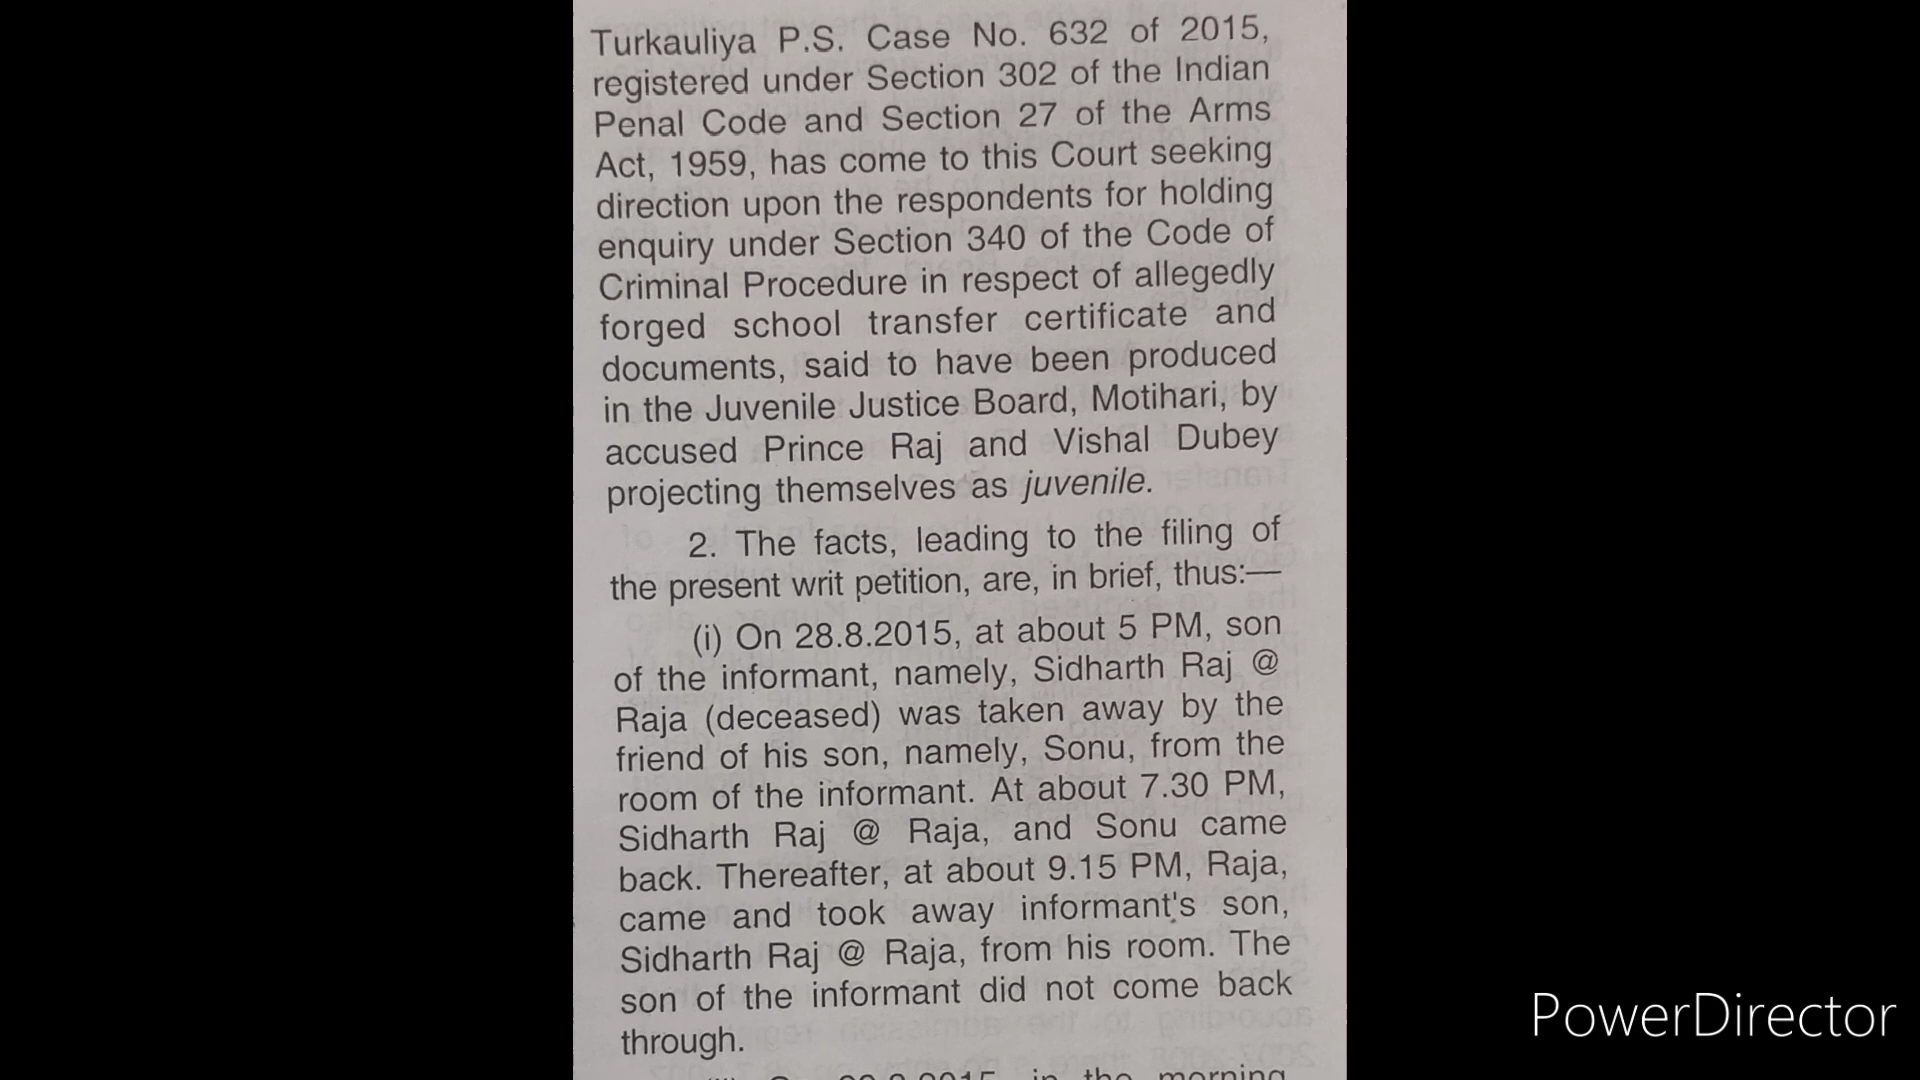 Turkauliya P.S. Case No. 632 of 2015,
registered under Section 302 of the Indian
Penal Code and Section 27 of the Arms
Act, 1959, has come to this Court seeking
direction upon the respondents for holding
enquiry under Section 340 of the Code of
Criminal Procedure in respect of allegedly
forged school transfer certificate and
documents, said to have been produced
in the Juvenile Justice Board, Motihari, by
accused Prince Raj and Vishal Dubey
projecting themselves as juvenile.
2. The facts, leading to the filing of
the present writ petition, are, in brief, thus:—
(i) On 28.8.2015, at about 5 PM, son
of the informant, namely, Sidharth Raj @
Raja (deceased) was taken away by the
friend of his son, namely, Sonu, from the
room of the informant. At about 7.30 PM,
Sidharth Raj @ Raja, and Sonu came
back. Thereafter, at about 9.15 PM, Raja,
came and took away informant's son,
Sidharth Raj @ Raja, from his room. The
son of the informant did not come back
through.
in the morning
PowerDirector